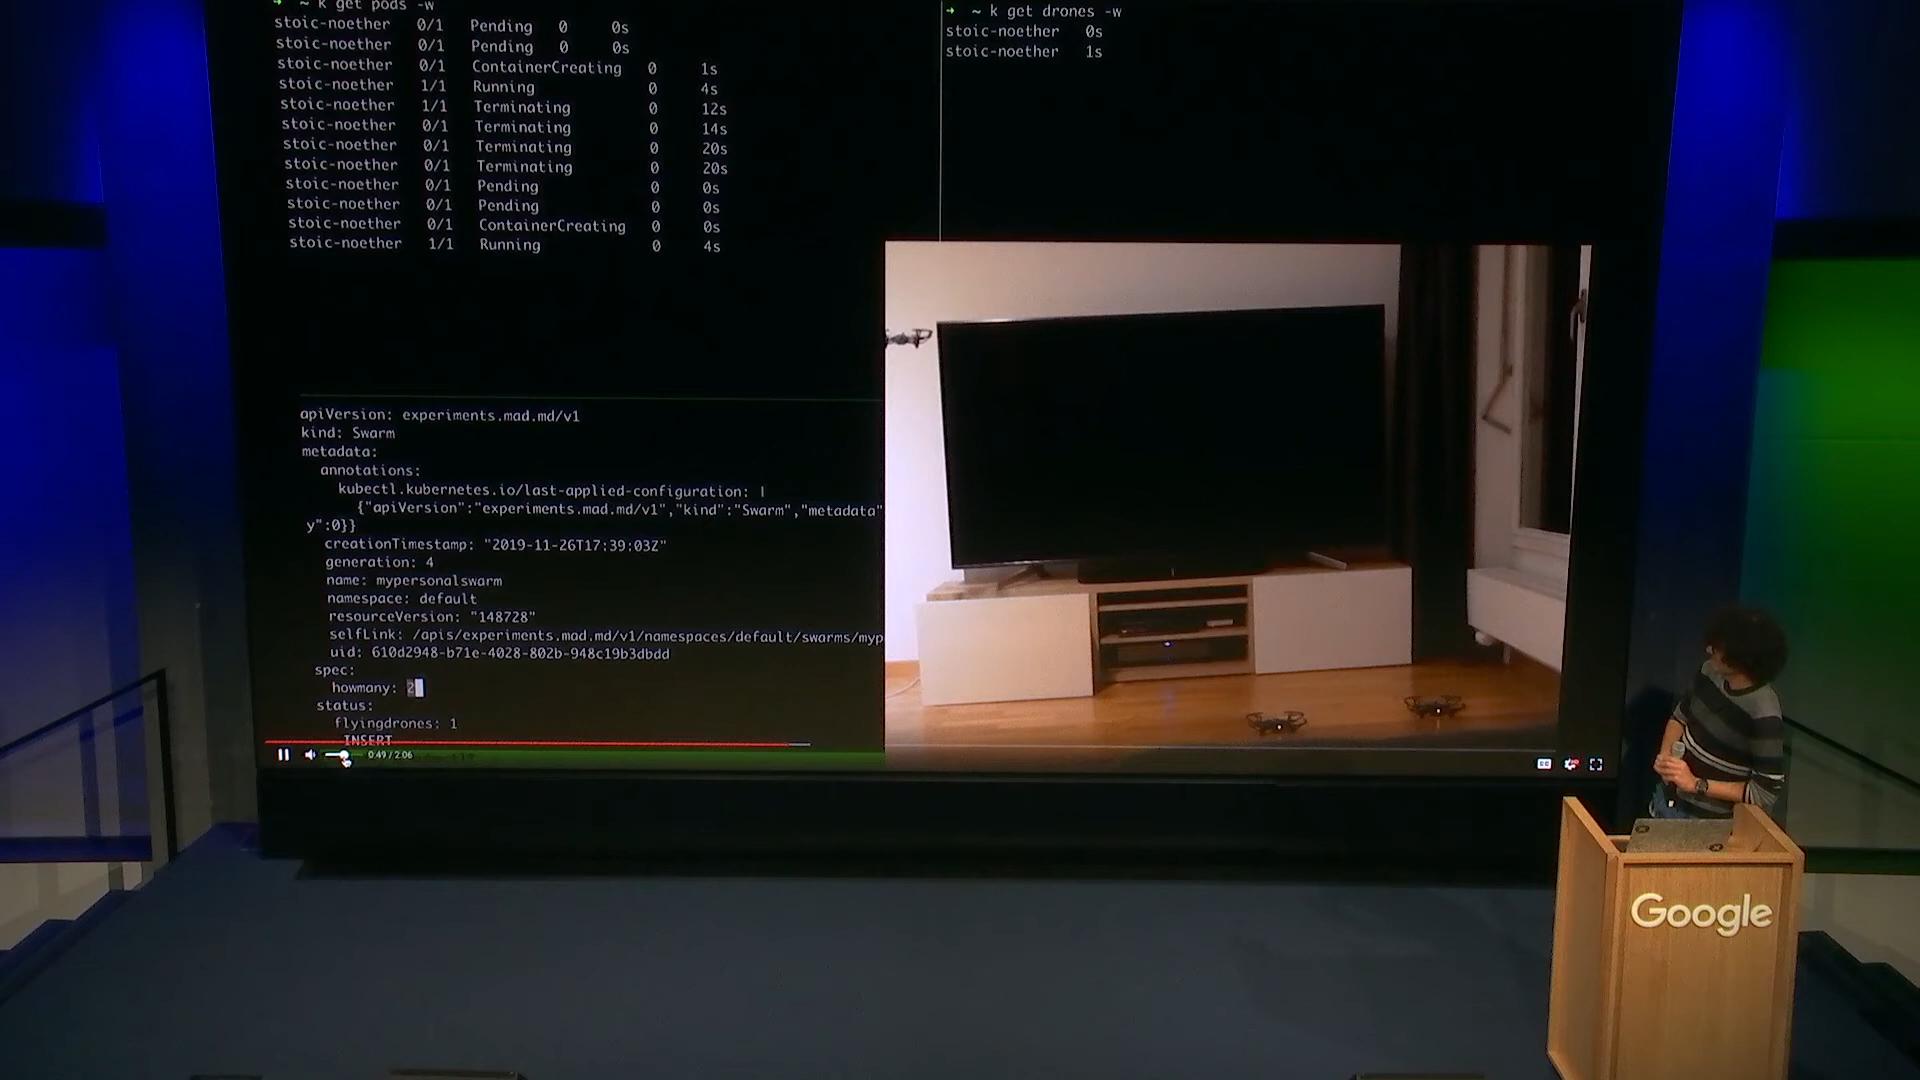 → ~ k get pods -w
stoic-noether 0/1 Pending 0 0s
stoic-noether 0/1 Pending 0 0s
stoic-noether 0/1 ContainerCreating 0 1s
stoic-noether 1/1 Running 0 4s
stoic-noether 1/1 Terminating 0 12s
stoic-noether 0/1 Terminating 0 14s
stoic-noether 0/1 Terminating 0 20s
stoic-noether 0/1 Terminating 0 20s
stoic-noether 0/1 Pending 0 0s
stoic-noether 0/1 Pending 0 0s
stoic-noether 0/1 ContainerCreating 0 0s
stoic-noether 1/1 Running 0 4s
→ ~ k get drones -w
stoic-noether 0s
stoic-noether 1s
apiVersion: experiments.mad.md/v1
kind: Swarm
metadata:
annotations:
kubectl.kubernetes.io/last-applied-configuration: |
{"apiVersion":"experiments.mad.md/v1","kind":"Swarm","metadata"
y":0}}
creationTimestamp: "2019-11-26T17:39:03Z"
generation: 4
name: mypersonalswarm
namespace: default
resourceVersion: "148728"
selfLink: /apis/experiments.mad.md/v1/namespaces/default/swarms/myp
uid: 610d2948-b71e-4028-802b-948c19b3dbdd
spec:
howmany: 2
status:
flyingdrones: 1
INSERT
0:49 / 2:06
Google